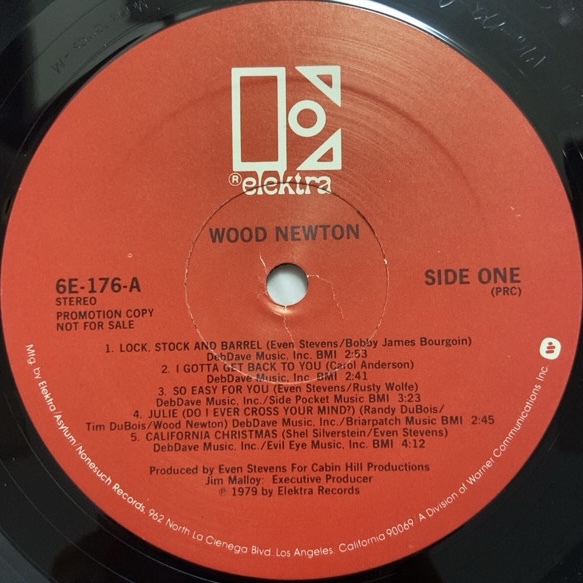 ® elektra
WOOD NEWTON
6E-176-A
STEREO
PROMOTION COPY
NOT FOR SALE
SIDE ONE
(PRC)
1. LOCK, STOCK AND BARREL (Even Stevens/Bobby James Bourgoin)
DebDave Music, Inc. BMI 2:53
2. I GOTTA GET BACK TO YOU (Carol Anderson)
DebDave Music, Inc. BMI 2:41
3. SO EASY FOR YOU (Even Stevens/Rusty Wolfe)
DebDave Music, Inc./Side Pocket Music BMI 3:23
4. JULIE (DO I EVER CROSS YOUR MIND?) (Randy DuBois/
Tim DuBois/Wood Newton) DebDave Music, Inc./Briarpatch Music BMI 2:45
5. CALIFORNIA CHRISTMAS (Shel Silverstein/Even Stevens)
DebDave Music, Inc./Evil Eye Music, Inc. BMI 4:12
Produced by Even Stevens For Cabin Hill Productions
Jim Malloy: Executive Producer
℗ 1979 by Elektra Records
Mfg. by Elektra/Asylum/Nonesuch Records, 962 North La Cienega Blvd. Los Angeles, California 90069. A Division of Warner Communications Inc.